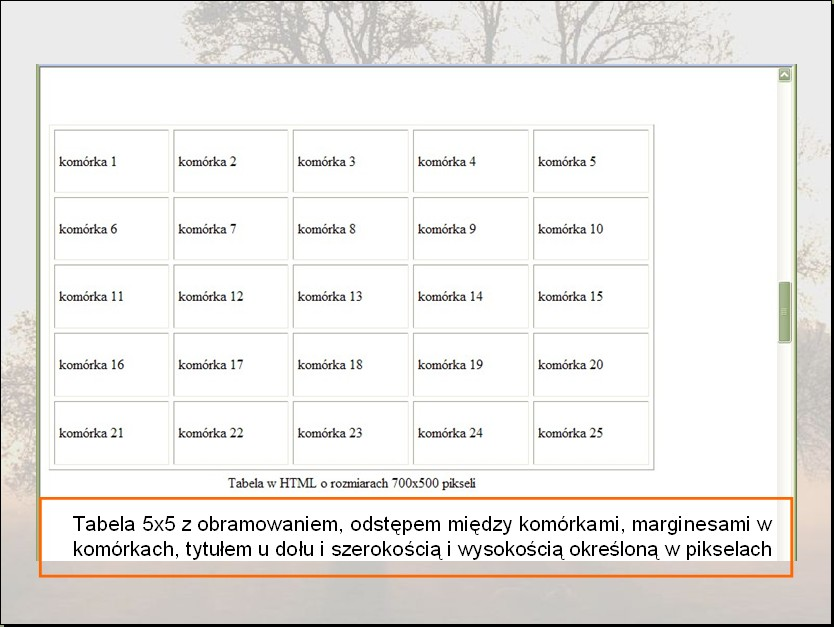 komórka 1 komórka 2 komórka 3 komórka 4 komórka 5
komórka 6 komórka 7 komórka 8 komórka 9 komórka 10
komórka 11 komórka 12 komórka 13 komórka 14 komórka 15
komórka 16 komórka 17 komórka 18 komórka 19 komórka 20
komórka 21 komórka 22 komórka 23 komórka 24 komórka 25
Tabela w HTML o rozmiarach 700x500 pikseli
Tabela 5x5 z obramowaniem, odstępem między komórkami, marginesami w
komórkach, tytułem u dołu i szerokością i wysokością określoną w pikselach